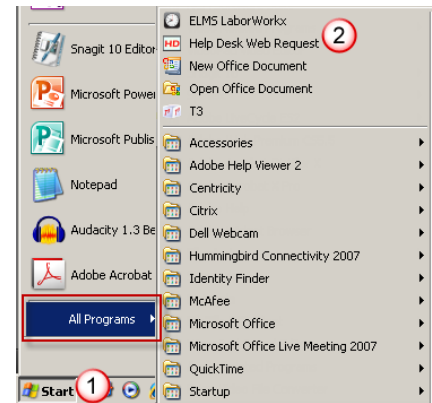 Snagit 10 Editor
Microsoft Power
Microsoft Publis
Notepad
Audacity 1.3 Be
Adobe Acrobat
All Programs
Start
1
ELMS LaborWorkx
HD Help Desk Web Request
2
New Office Document
Open Office Document
T3
Accessories
Adobe Help Viewer 2
Centricity
Citrix
Dell Webcam
Hummingbird Connectivity 2007
Identity Finder
McAfee
Microsoft Office
Microsoft Office Live Meeting 2007
QuickTime
Startup